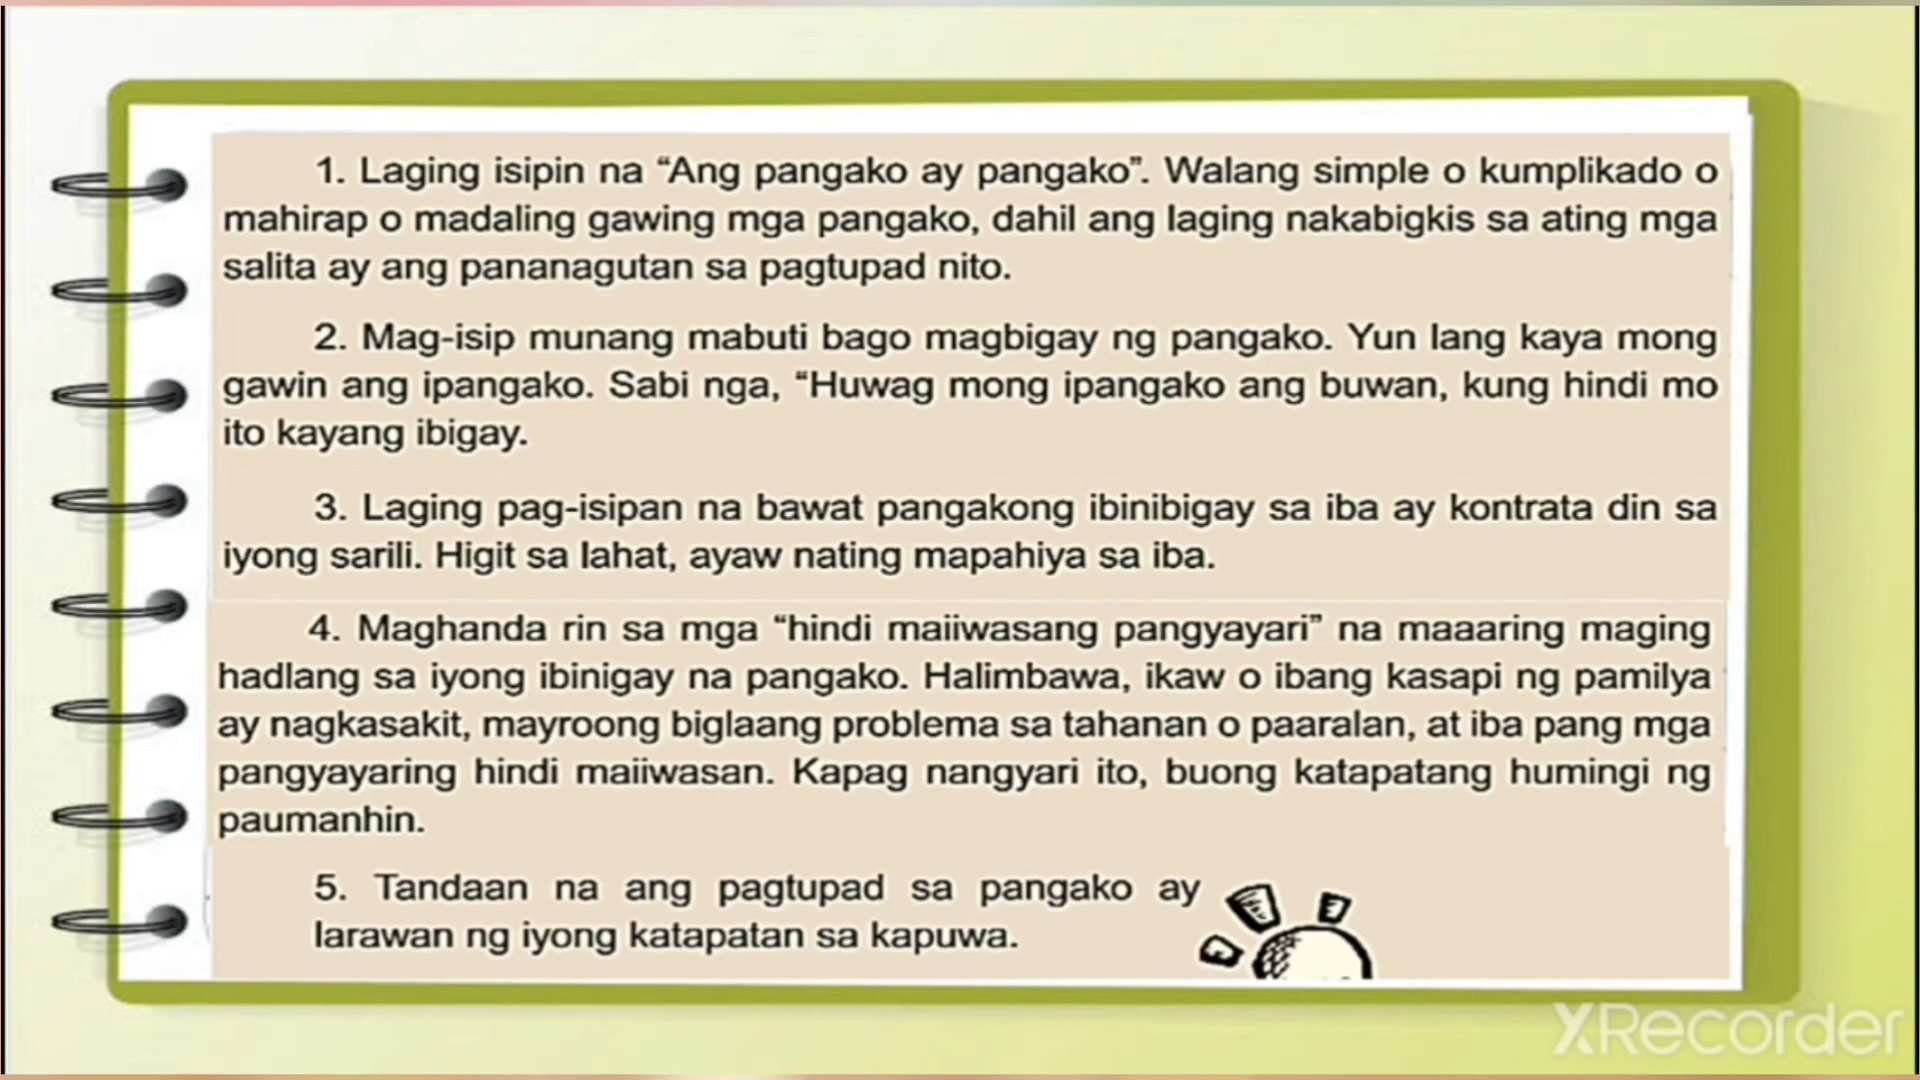 1. Laging isipin na “Ang pangako ay pangako”. Walang simple o kumplikado o
mahirap o madaling gawing mga pangako, dahil ang laging nakabigkis sa ating mga
salita ay ang pananagutan sa pagtupad nito.
2. Mag-isip munang mabuti bago magbigay ng pangako. Yun lang kaya mong
gawin ang ipangako. Sabi nga, “Huwag mong ipangako ang buwan, kung hindi mo
ito kayang ibigay.
3. Laging pag-isipan na bawat pangakong ibinibigay sa iba ay kontrata din sa
iyong sarili. Higit sa lahat, ayaw nating mapahiya sa iba.
4. Maghanda rin sa mga “hindi maiiwasang pangyayari” na maaaring maging
hadlang sa iyong ibinigay na pangako. Halimbawa, ikaw o ibang kasapi ng pamilya
ay nagkasakit, mayroong biglaang problema sa tahanan o paaralan, at iba pang mga
pangyayaring hindi maiiwasan. Kapag nangyari ito, buong katapatang humingi ng
paumanhin.
5. Tandaan na ang pagtupad sa pangako ay
larawan ng iyong katapatan sa kapuwa.
XRecorder